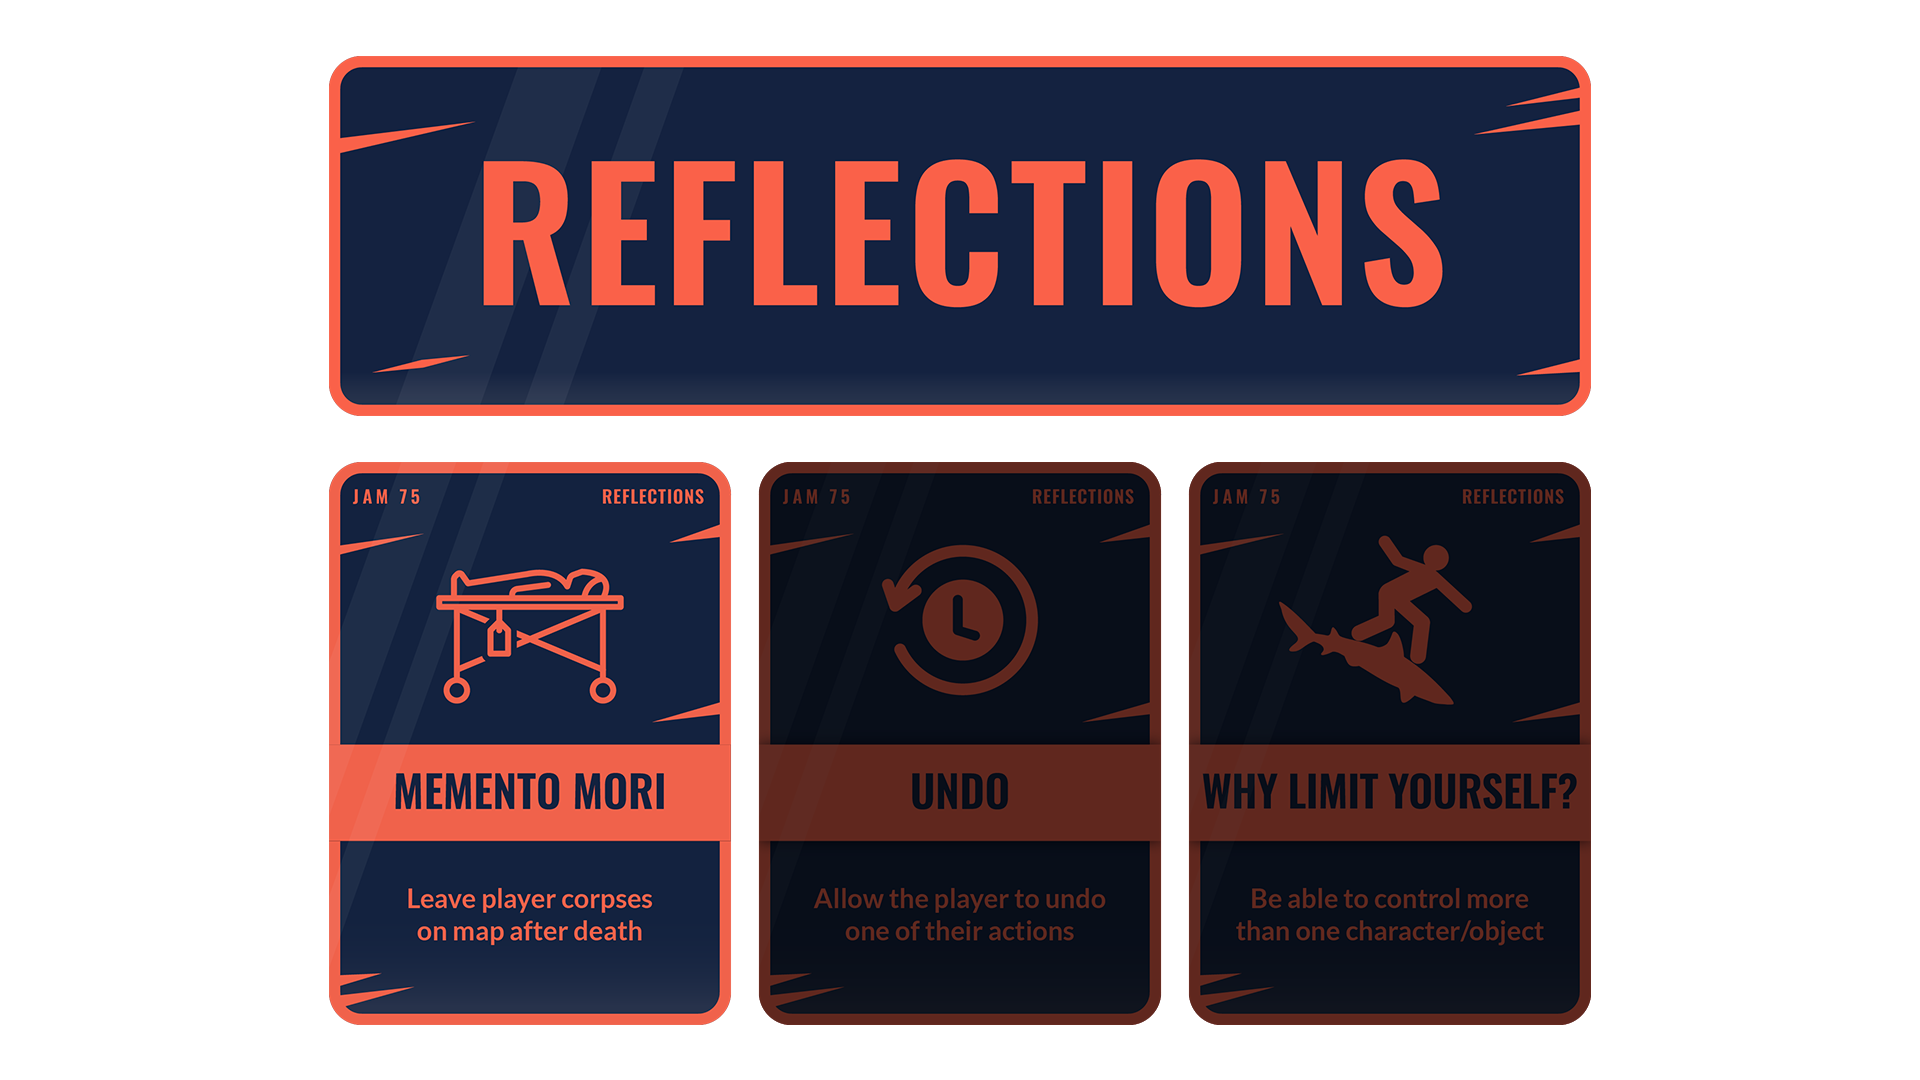 REFLECTIONS
JAM 75 REFLECTIONS
MEMENTO MORI
Leave player corpses
on map after death
JAM 75 REFLECTIONS
UNDO
Allow the player to undo
one of their actions
JAM 75 REFLECTIONS
WHY LIMIT YOURSELF?
Be able to control more
than one character/object